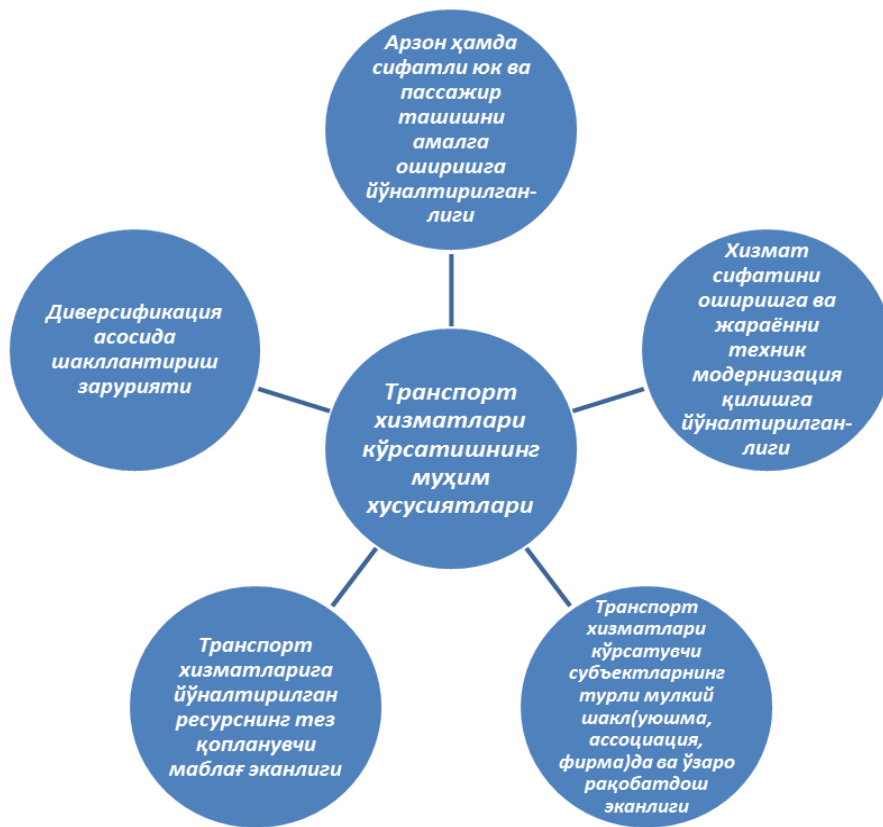 Арзон ҳамда
сифатли юк ва
пассажир
ташишни
амалга
оширишга
йўналтирилган-
лиги
Хизмат
сифатини
оширишга ва
жараённи
техник
модернизация
қилишга
йўналтирилган-
лиги
Диверсификация
асосида
шакллантириш
зарурияти
Транспорт
хизматлари
кўрсатишнинг
муҳим
хусусиятлари
Транспорт
хизматларига
йўналтирилган
ресурснинг тез
қопланувчи
маблағ эканлиги
Транспорт
хизматлари
кўрсатувчи
субъектларнинг
турли мулкий
шакл(уюшма,
ассоциация,
фирма)да ва ўзаро
рақобатдош
эканлиги